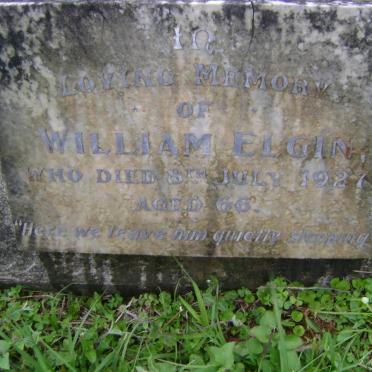 In
LOVING MEMORY
OF
WILLIAM ELGIN,
WHO DIED 8TH JULY 1927
AGED 66.
"Here we leave him quietly sleeping